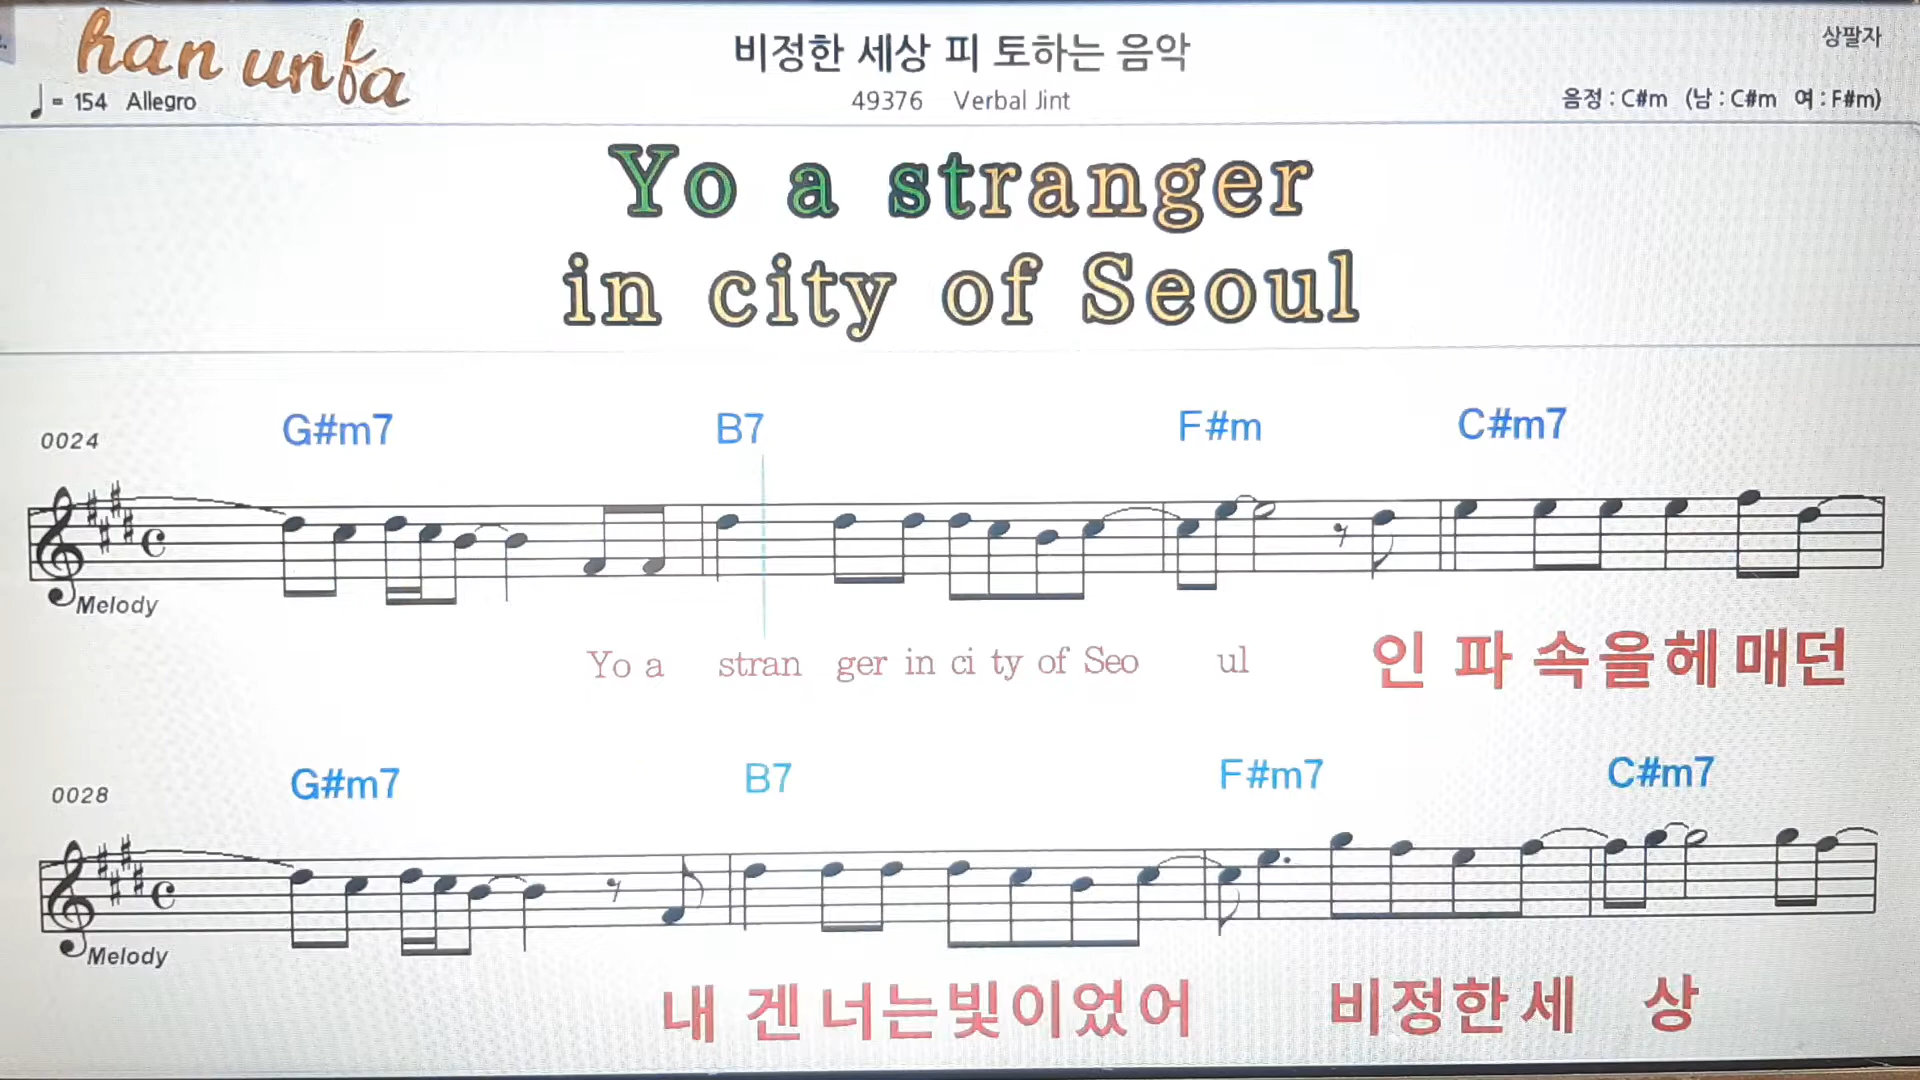 han unfa
비정한 세상 피 토하는 음악
상팔자
♩= 154 Allegro
49376 Verbal Jint
음정 : C#m (남 : C#m 여 : F#m)
Yo a stranger
in city of Seoul
0024 G#m7 B7 F#m C#m7
Melody
Yo a stran ger in ci ty of Seo ul 인 파 속을헤 매던
0028 G#m7 B7 F#m7 C#m7
Melody
내 겐 너는빛이었어 비정한세 상